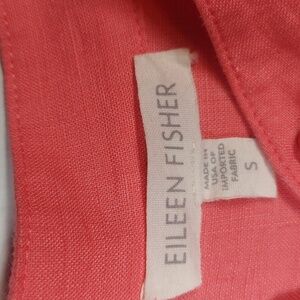 EILEEN FISHER
MADE IN
USA OF
IMPORTED
FABRIC
S